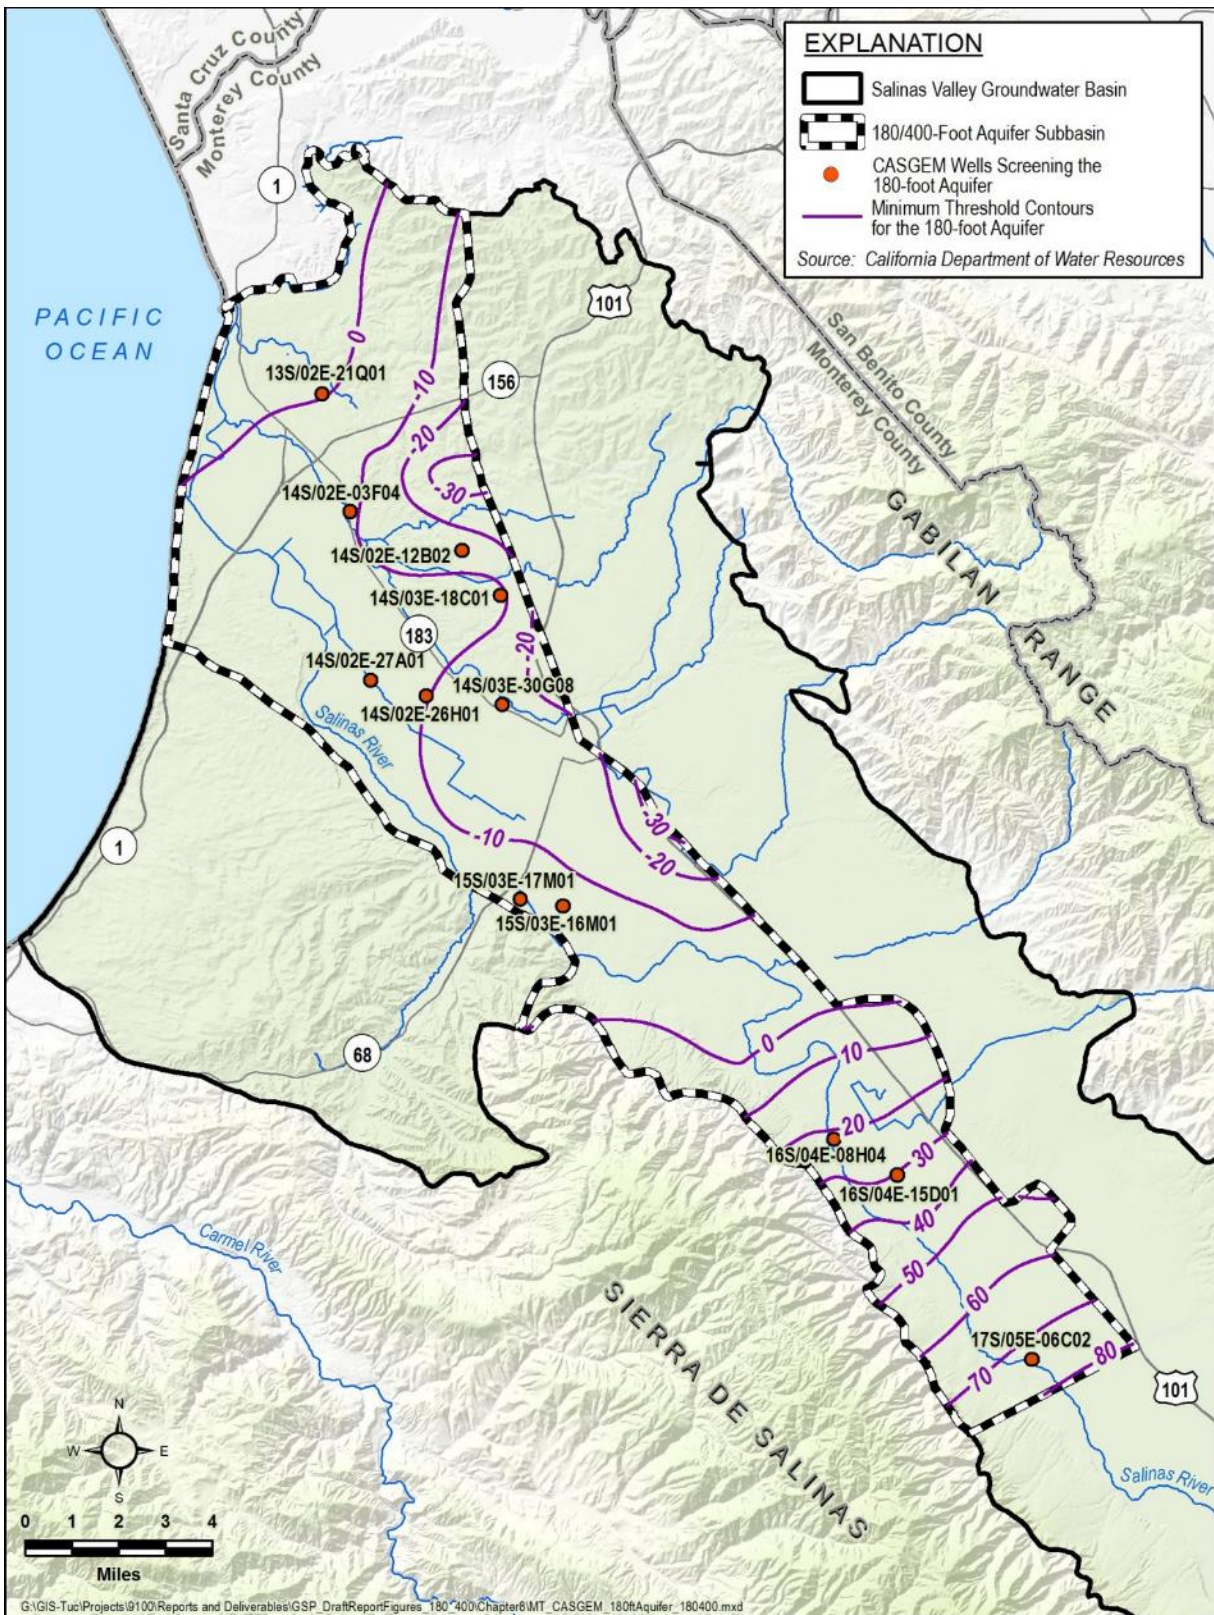 Santa Cruz County
Monterey County
EXPLANATION
Salinas Valley Groundwater Basin
180/400-Foot Aquifer Subbasin
CASGEM Wells Screening the
180-foot Aquifer
Minimum Threshold Contours
for the 180-foot Aquifer
Source: California Department of Water Resources
1
101
PACIFIC
OCEAN
0
San Benito County
Monterey County
13S/02E-21Q01
-10
156
-20
14S/02E-03F04
-30
GABILAN
RANGE
14S/02E-12B02
14S/03E-18C01
183
-20
14S/02E-27A01
14S/03E-30G08
14S/02E-26H01
Salinas River
1
-10
-30
-20
15S/03E-17M01
15S/03E-16M01
68
0
10
20
16S/04E-08H04
30
16S/04E-15D01
40
Carmel River
50
60
SIERRA DE SALINAS
17S/05E-06C02
70
80
101
N
W
E
S
Salinas River
0 1 2 3 4
Miles
G:\GIS-Tuc\Projects\9100\Reports and Deliverables\GSP_DraftReportFigures_180_400\Chapter8\MT_CASGEM_180ftAquifer_180400.mxd